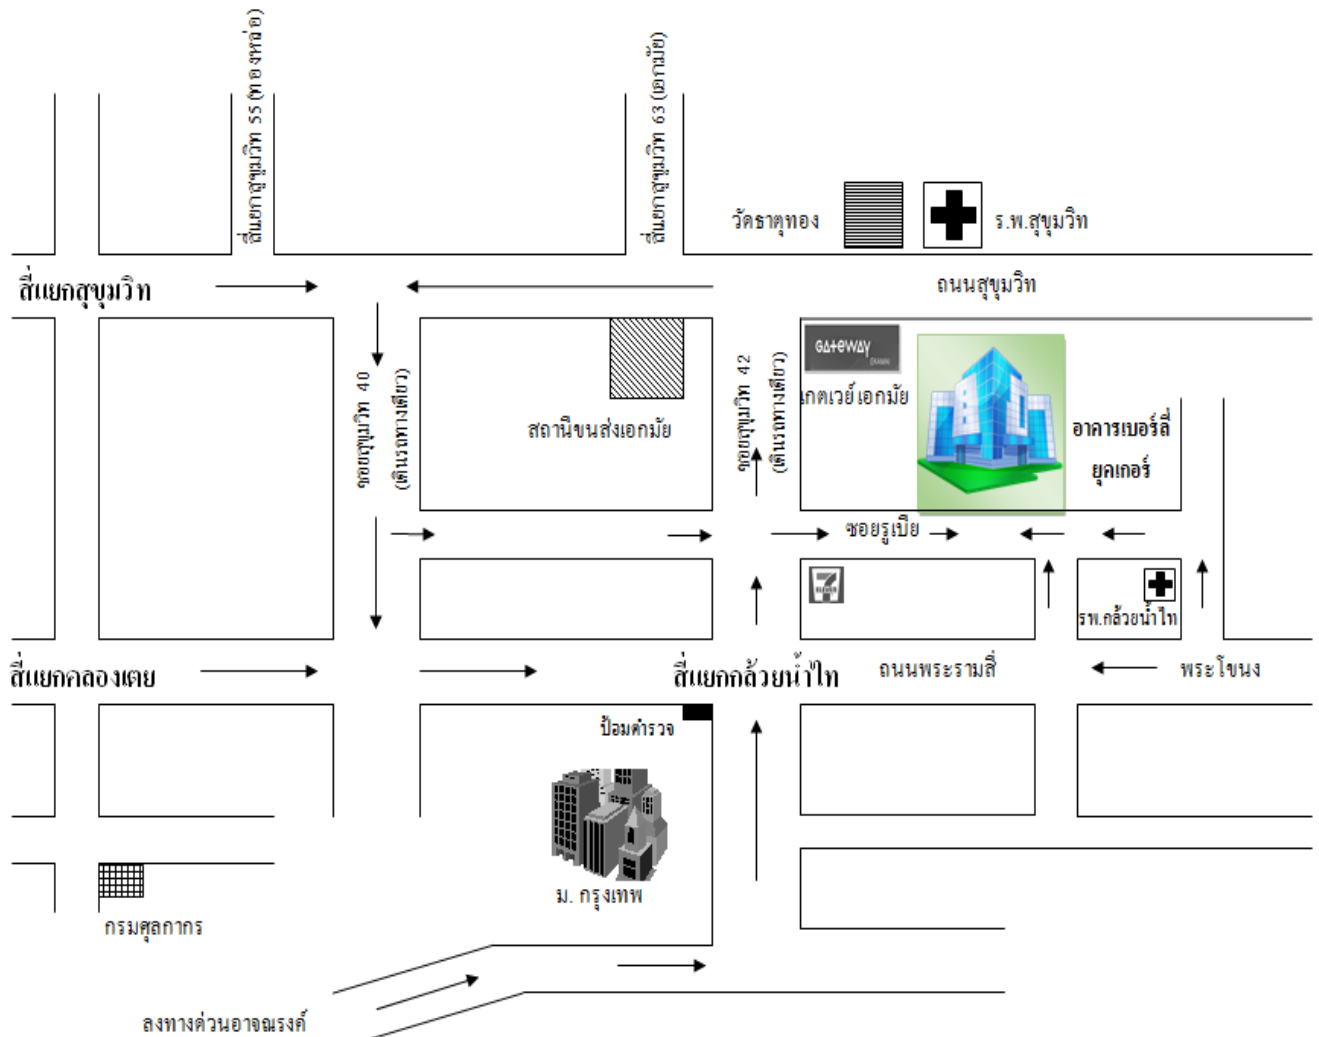 สี่แยกสุขุมวิท 55 (ทองหล่อ)
สี่แยกสุขุมวิท 63 (เอกมัย)
วัดธาตุทอง
ร.พ.สุขุมวิท
สี่แยกสุขุมวิท
ถนนสุขุมวิท
GATEWAY
EKAMAI
เกตเวย์เอกมัย
ซอยสุขุมวิท 40
(เดินรถทางเดียว)
สถานีขนส่งเอกมัย
ซอยสุขุมวิท 42
(เดินรถทางเดียว)
อาคารเบอร์ลี่
ยุคเกอร์
ซอยรูเบีย
7
ELEVEN
รพ.กล้วยน้ำไท
สี่แยกคลองเตย
สี่แยกกล้วยน้ำไท
ถนนพระรามสี่
พระโขนง
ป้อมตำรวจ
ม. กรุงเทพ
กรมศุลกากร
ลงทางด่วนอาจณรงค์